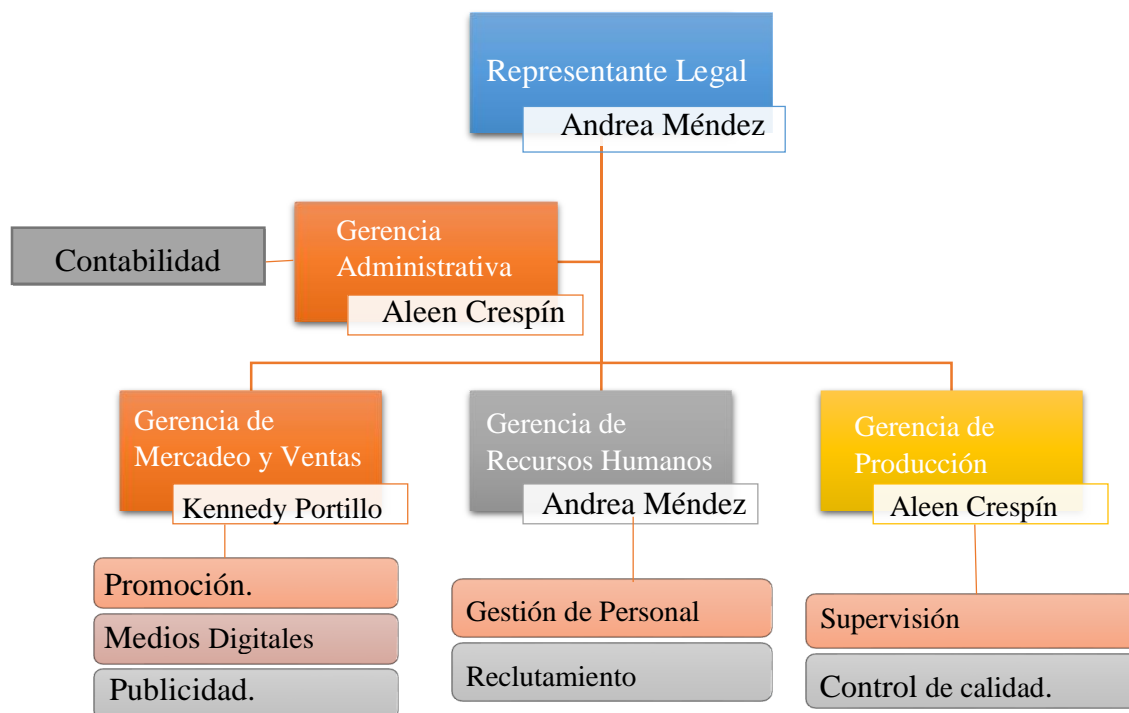 Representante Legal
Andrea Méndez
Contabilidad
Gerencia
Administrativa
Aleen Crespín
Gerencia de
Mercadeo y Ventas
Kennedy Portillo
Gerencia de
Recursos Humanos
Andrea Méndez
Gerencia de
Producción
Aleen Crespín
Promoción.
Medios Digitales
Publicidad.
Gestión de Personal
Reclutamiento
Supervisión
Control de calidad.